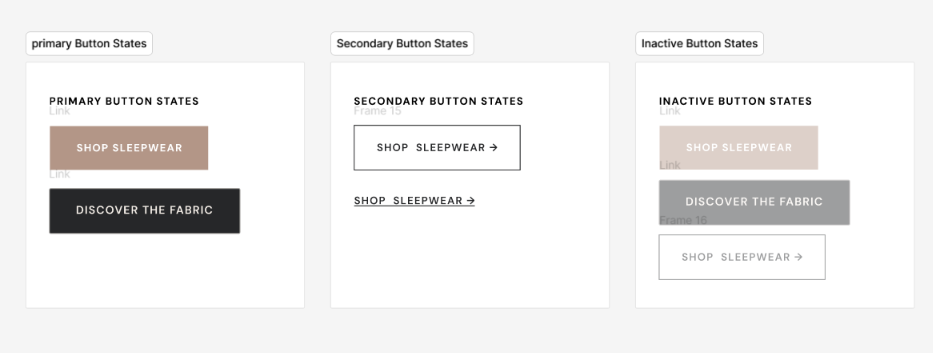 primary Button States
PRIMARY BUTTON STATES
Link
SHOP SLEEPWEAR
Link
DISCOVER THE FABRIC
Secondary Button States
SECONDARY BUTTON STATES
Frame 15
SHOP SLEEPWEAR →
SHOP SLEEPWEAR →
Inactive Button States
INACTIVE BUTTON STATES
Link
SHOP SLEEPWEAR
Link
DISCOVER THE FABRIC
Frame 16
SHOP SLEEPWEAR →